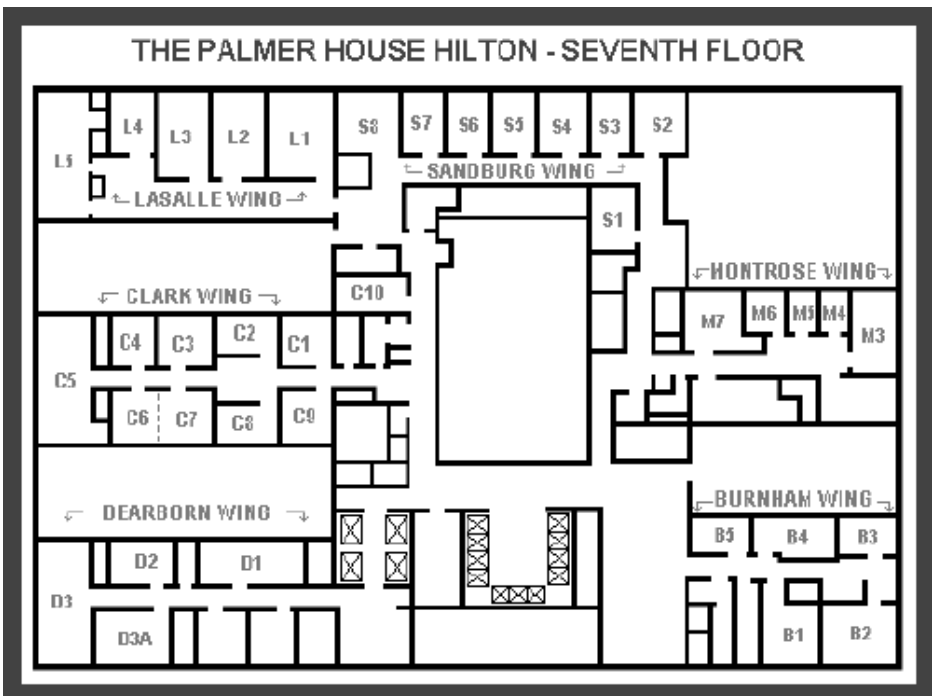 THE PALMER HOUSE HILTON - SEVENTH FLOOR
L5
L4
L3
L2
L1
S8
S7
S6
S5
S4
S3
S2
LASALLE WING
SANDBURG WING
S1
HONTROSE WING
CLARK WING
C10
M7
M6
M5
M4
M3
C4
C3
C2
C1
C5
C6
C7
C8
C9
DEARBORN WING
BURNHAM WING
B5
B4
B3
D2
D1
D3
D3A
B1
B2